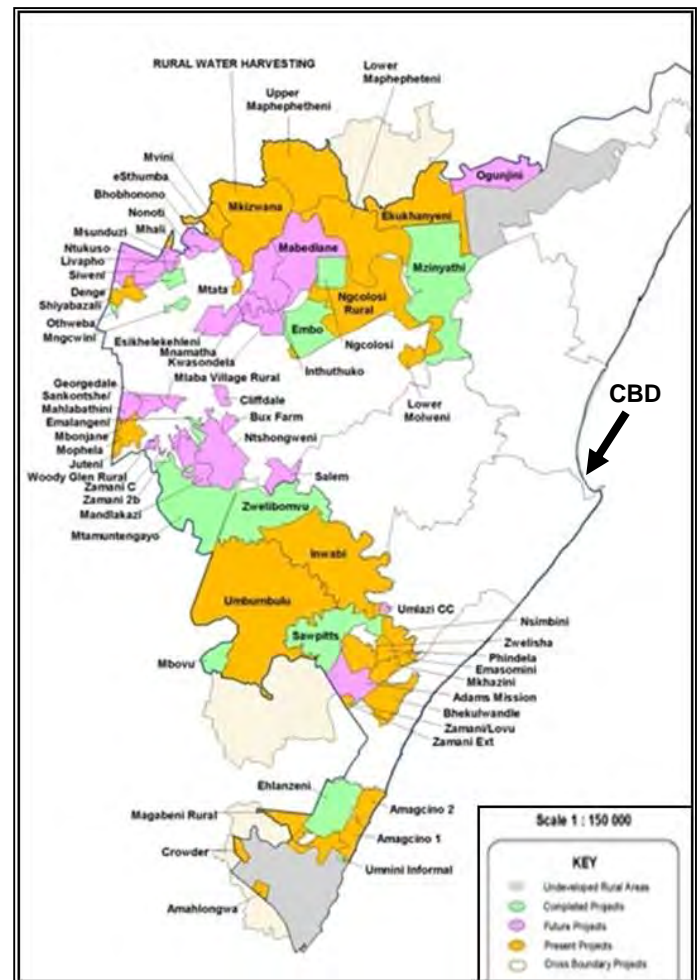 RURAL WATER HARVESTING
Lower
Maphepheteni
Upper
Maphephetheni
Mvini
eSthumba
Bhobhonono
Nonoti
Mhali
Msunduzi
Ntukuso
Livapho
Siweni
Denge
Shiyabazali
Othweba
Mngcwini
Mkizwana
Ogunjini
Ekukhanyeni
Mabedlane
Mzinyathi
Mtata
Ngcolosi
Rural
Embo
Esikhelekehleni
Mnamatha
Kwasondela
Ngcolosi
Inthuthuko
Mlaba Village Rural
Georgedale
Sankontshe/
Mahlabathini
Emalangeni
Mbonjane
Mophela
Juteni
Woody Glen Rural
Zamani C
Zamani 2b
Mandlakazi
Mtamuntengayo
Cliffdale
Bux Farm
Ntshongweni
Lower
Molweni
CBD
Salem
Zwelibomvu
Inwabi
Umbumbulu
Umlazi CC
Nsimbini
Sawpitts
Zwelisha
Phindela
Emasomini
Mkhazini
Mbovu
Adams Mission
Bhekulwandle
Zamani/Lovu
Zamani Ext
Ehlanzeni
Magabeni Rural
Amagcino 2
Crowder
Amagcino 1
Umnini Informal
Amahlongwa
Scale 1 : 150 000
KEY
Undeveloped Rural Areas
Completed Projects
Future Projects
Present Projects
Cross Boundary Projects